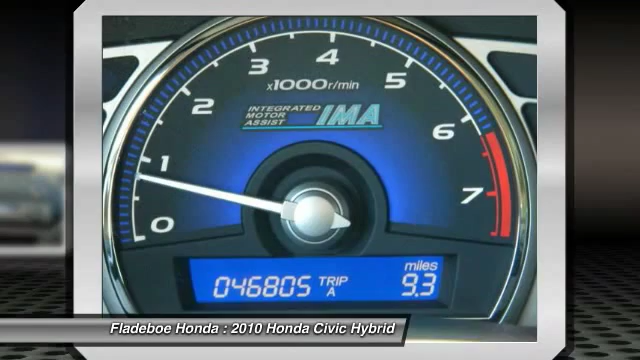 4
3
5
x1000r/min
2
INTEGRATED
MOTOR
ASSIST
IMA
6
1
7
0
miles
046805 TRIP A 9.3
Fladeboe Honda : 2010 Honda Civic Hybrid